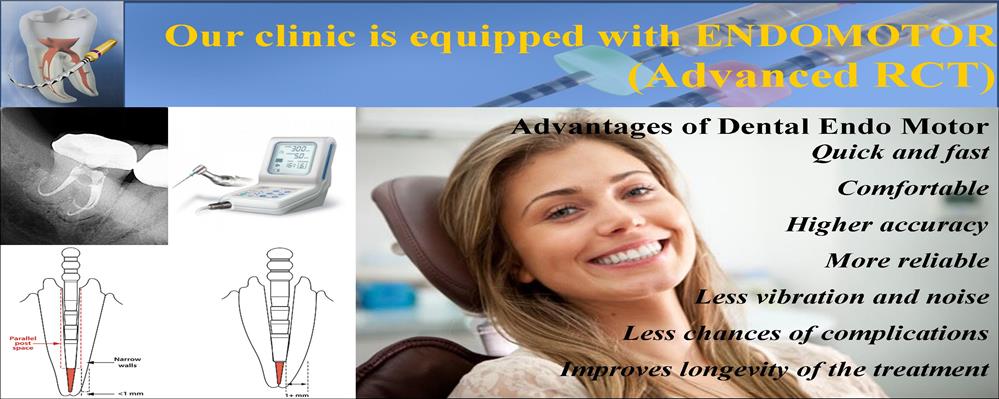 Our clinic is equipped with ENDOMOTOR
(Advanced RCT)
Advantages of Dental Endo Motor
Quick and fast
Comfortable
Higher accuracy
More reliable
Less vibration and noise
Less chances of complications
Improves longevity of the treatment
Parallel
post
space
Narrow
walls
<1 mm
1+ mm